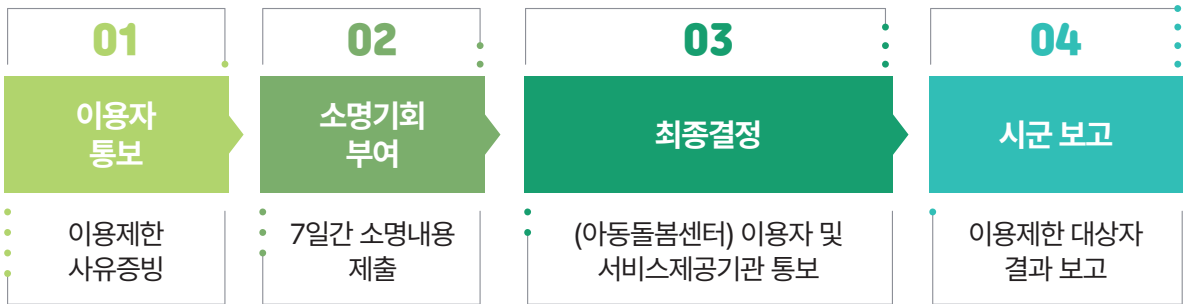 01
이용자
통보
이용제한
사유증빙
02
소명기회
부여
7일간 소명내용
제출
03
최종결정
(아동돌봄센터) 이용자 및
서비스제공기관 통보
04
시군 보고
이용제한 대상자
결과 보고